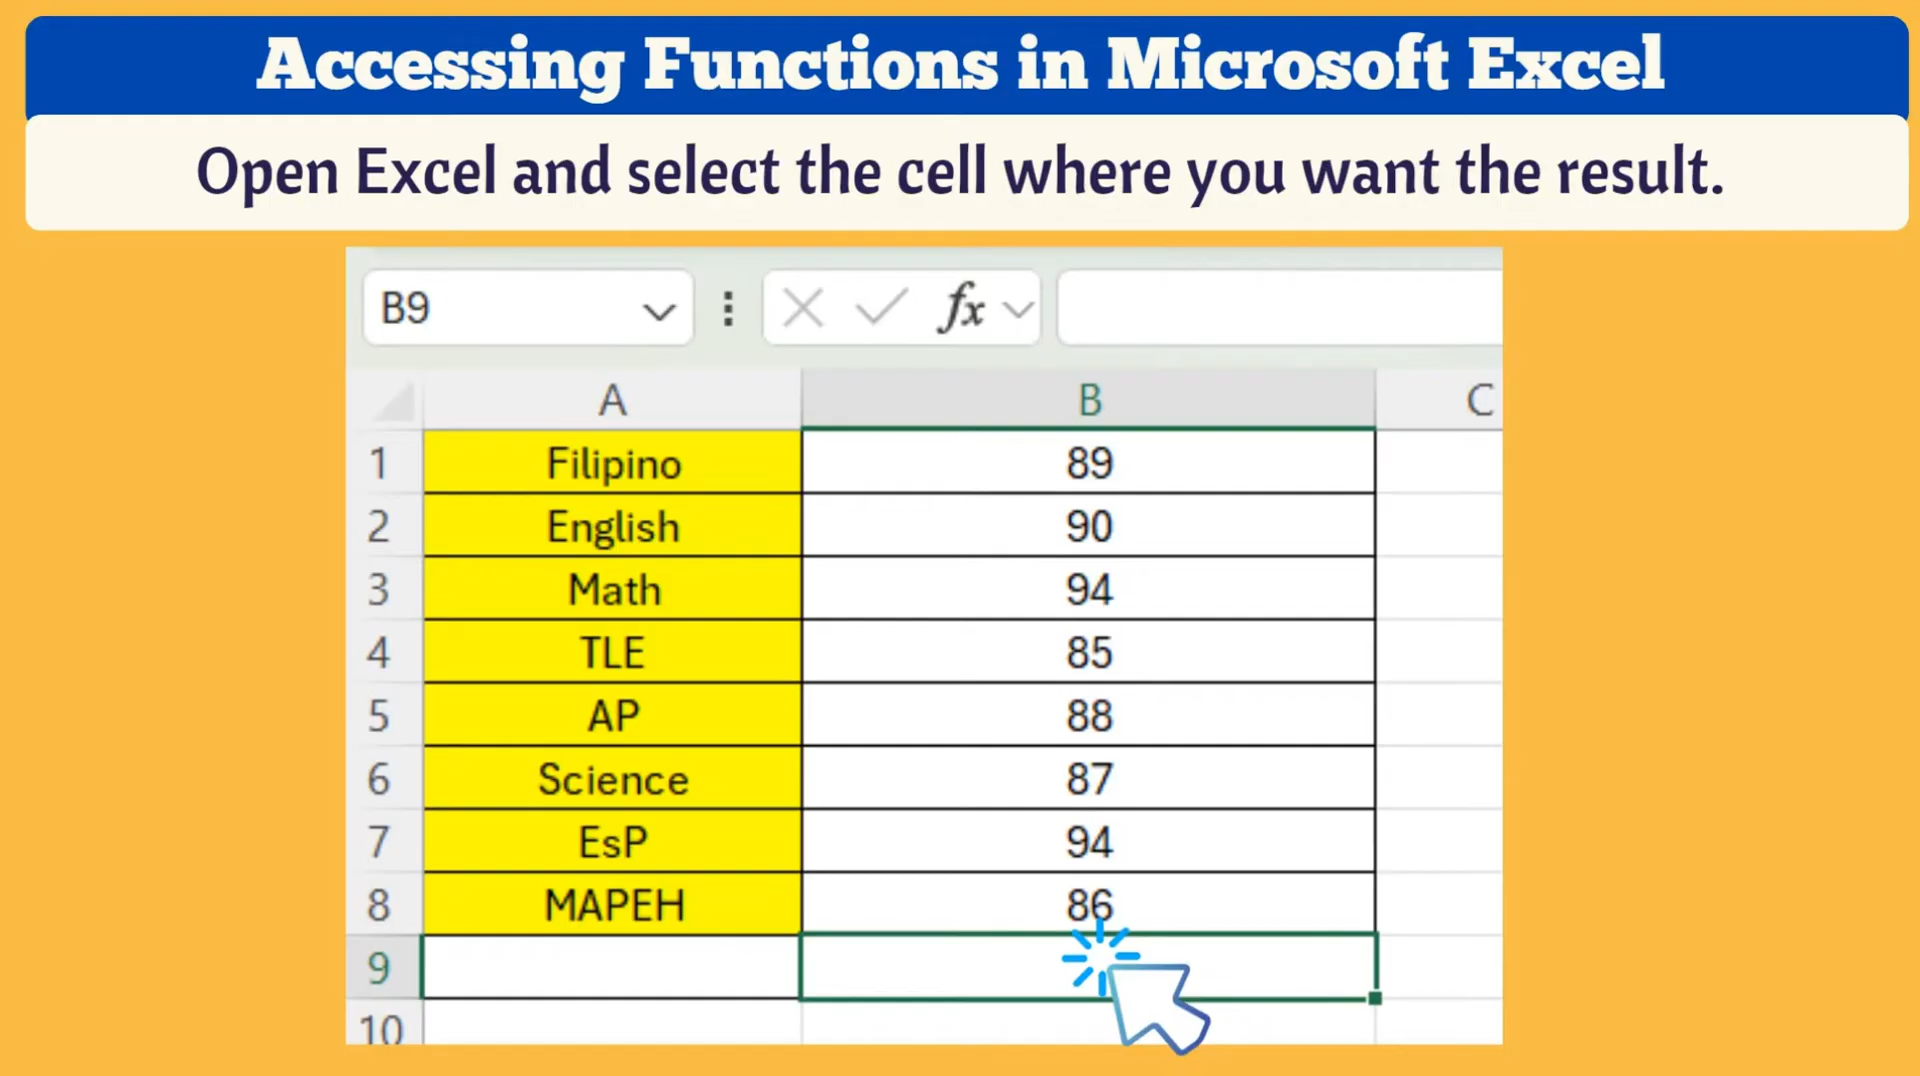 Accessing Functions in Microsoft Excel
Open Excel and select the cell where you want the result.
B9 fx
A B C
1 Filipino 89
2 English 90
3 Math 94
4 TLE 85
5 AP 88
6 Science 87
7 EsP 94
8 MAPEH 86
9
10